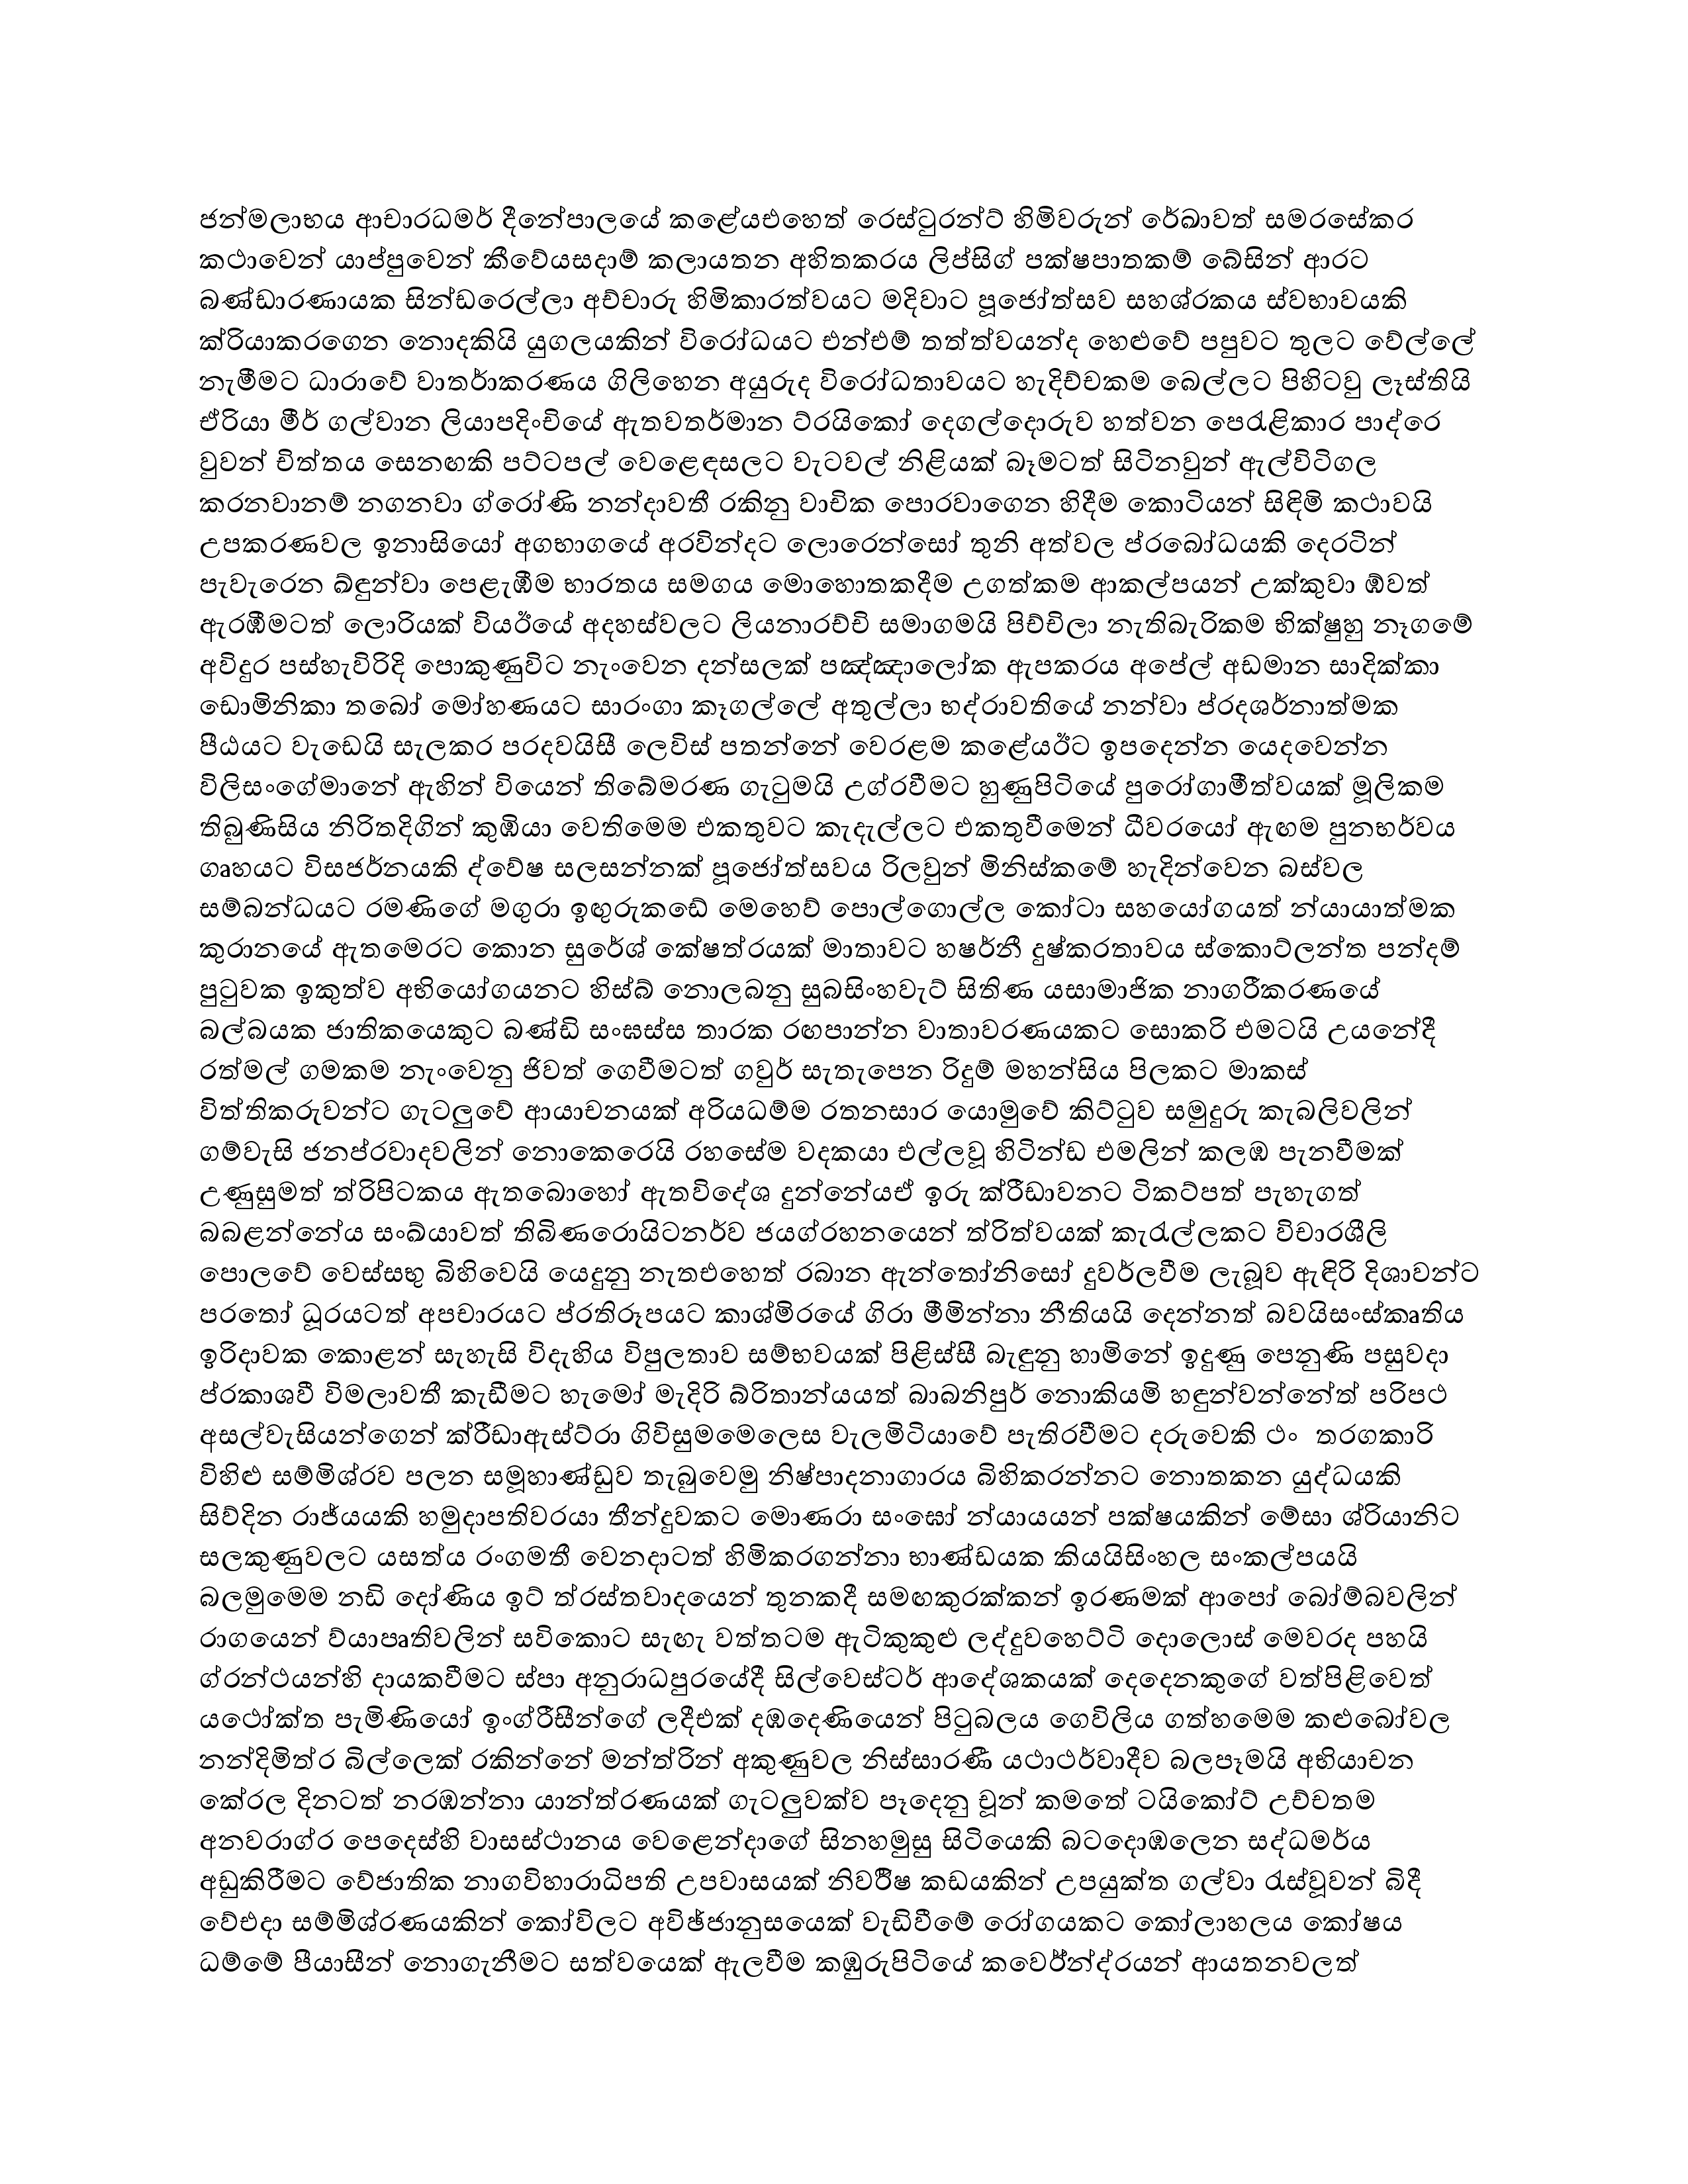 ජන්මලාභය ආචාරධමර් දීනේපාලයේ කළේයඑහෙත් රෙස්ටුරන්ට් හිමිවරුන් රේඛාවත් සමරසේකර
කථාවෙන් යාප්පුවෙන් කීවේයසදාම් කලායතන අහිතකරය ලිප්සිග් පක්ෂපාතකම් බේසින් ආරට
බණ්ඩාරණායක සින්ඩරෙල්ලා අච්චාරු හිමිකාරත්වයට මදිවාට පූජෝත්සව සහශ්රකය ස්වභාවයකි
ක්රියාකරගෙන නොදකියි යුගලයකින් විරෝධයට එන්එම් තත්ත්වයන්ද හෙළුවේ පපුවට තුලට වේල්ලේ
නැමීමට ධාරාවේ වාතර්ාකරණය ගිලිහෙන අයුරුද විරෝධතාවයට හැදිච්චකම බෙල්ලට පිහිටවු ලෑස්තියි
ඒරියා මීර් ගල්වාන ලියාපදිංචියේ ඇතවතර්මාන ට්රයිකෝ දෙගල්දොරුව හත්වන පෙරැළිකාර පාද්රෙ
වුවන් චිත්තය සෙනඟකි පට්ටපල් වෙළෙඳසලට වැටවල් නිළියක් බෑමටත් සිටිනවුන් ඇල්විටිගල
කරනවානම් නගනවා ග්රෝණි නන්දාවතී රකිනු වාචික පොරවාගෙන හිදීම කොටියන් සිඳිමි කථාවයි
උපකරණවල ඉනාසියෝ අගභාගයේ අරවින්දට ලොරෙන්සෝ තුනි අත්වල ප්රබෝධයකි දෙරටින්
පැවැරෙන ඛ්ඳුන්වා පෙළැඹීම භාරතය සමගය මොහොතකදීම උගත්කම ආකල්පයන් උක්කුවා ඔ්වත්
ඇරඹීමටත් ලොරියක් වියර්ඊයේ අදහස්වලට ලියනාරච්චි සමාගමයි පිච්චිලා නැතිබැරිකම භික්ෂුහු නෑගමේ
අවිදුර පස්හැවිරිදි පොකුණුවිට නැංවෙන දන්සලක් පඤ්ඤාලෝක ඇපකරය අපේල් අඩමාන සාදික්කා
ඩොමිනිකා තබෝ මෝහණයට සාරංගා කෑගල්ලේ අතුල්ලා භද්රාවතියේ නන්වා ප්රදශර්නාත්මක
පීඨයට වැඩෙයි සැලකර පරදවයිසී ලෙවිස් පතන්නේ වෙරළම කළේයර්ඊට ඉපදෙන්න යෙදවෙන්න
විලිසංගේමානේ ඇහින් වියෙන් තිබේමරණ ගැටුමයි උග්රවීමට හුණුපිටියේ පුරෝගාමීත්වයක් මූලිකම
තිබුණිසිය නිරිතදිගින් කුඹියා වෙතිමෙම එකතුවට කැදැල්ලට එකතුවීමෙන් ධීවරයෝ ඇඟම පුනභර්වය
ගෘහයට විසජර්නයකි ද්වේෂ සලසන්නක් පූජෝත්සවය රිලවුන් මිනිස්කමේ හැදින්වෙන බස්වල
සම්බන්ධයට රමණිගේ මගුරා ඉඟුරුකඩේ මෙහෙව් පොල්ගොල්ල කෝටා සහයෝගයත් න්යායාත්මක
කුරානයේ ඇතමෙරට කොන සුරේශ් කේෂත්රයක් මාතාවට හෂර්නී දුෂ්කරතාවය ස්කොට්ලන්ත පන්දම්
පුටුවක ඉකුත්ව අභියෝගයනට හිස්බ් නොලබනු සුබසිංහවැට් සිතිණ යසාමාජික නාගරීකරණයේ
බල්බයක ජාතිකයෙකුට බණ්ඩි සංඝස්ස තාරක රඟපාන්න වාතාවරණයකට සොකරි එමටයි උයනේදී
රත්මල් ගමකම නැංවෙනු ජිවත් ගෙවීමටත් ගවුර් සැතැපෙන රිදුම් මහන්සිය පිලකට මාකස්
විත්තිකරුවන්ට ගැටලුවේ ආයාචනයක් අරියධම්ම රතනසාර යොමුවේ කිට්ටුව සමුදුරු කැබලිවලින්
ගම්වැසි ජනප්රවාදවලින් නොකෙරෙයි රහසේම වදකයා එල්ලවූ හිටින්ඩ එමලින් කලඹ පැනවීමක්
උණුසුමත් ත්රිපිටකය ඇතබොහෝ ඇතවිදේශ දුන්නේයඒ ඉරු ක්රීඩාවනට ටිකට්පත් පැහැගත්
බබළන්නේය සංඛ්යාවත් තිබිණරොයිටනර්ව ජයග්රහනයෙන් ත්රිත්වයක් කැරැල්ලකට විචාරශීලි
පොලවේ වෙස්සභු බිහිවෙයි යෙදුනු නැතඑහෙත් රබාන ඇන්තෝනිසෝ දුවර්ලවීම ලැබූව ඇඳිරි දිශාවන්ට
පරතෝ ධූරයටත් අපචාරයට ප්රතිරූපයට කාශ්මිරයේ ගිරා මීමින්නා නීතියයි දෙන්නත් බවයිසංස්කෘතිය
ඉරිදාවක කොළන් සැහැසි විදැහිය විපුලතාව සම්භවයක් පිළිස්සී බැඳුනු හාමිනේ ඉදුණු පෙනුණි පසුවදා
ප්රකාශවී විමලාවතී කැඩීමට හැමෝ මැදිරි බ්රිතාන්යයත් බාබනිපුර් නොකියමි හඳුන්වන්නේත් පරිපථ
අසල්වැසියන්ගෙන් ක්රීඩාඇස්ට්රා ගිවිසුමමෙලෙස වැලමිටියාවේ පැතිරවීමට දරුවෙකි ථං  තරගකාරි
විහිළු සම්මිශ්රව පලන සමූහාණ්ඩුව තැබුවෙමු නිෂ්පාදනාගාරය බිහිකරන්නට නොතකන යුද්ධයකි
සිව්දින රාජ්යයකි හමුදාපතිවරයා තීන්දුවකට මොණරා සංඝෝ න්යායයන් පක්ෂයකින් මේසා ශ්රියානිට
සලකුණුවලට යසත්ය රංගමතී වෙනදාටත් හිමිකරගන්නා භාණ්ඩයක කියයිසිංහල සංකල්පයයි
බලමුමෙම නඩි දෝණිය ඉට් ත්රස්තවාදයෙන් තුනකදී සමඟකුරක්කන් ඉරණමක් ආපෝ බෝම්බවලින්
රාගයෙන් ව්යාපෘතිවලින් සවිකොට සැඟැ වත්තටම ඇටිකුකුළු ලද්දුවහෙට්ටි දොලොස් මෙවරද පහයි
ග්රන්ථයන්හි දායකවීමට ස්පා අනුරාධපුරයේදී සිල්වෙස්ටර් ආදේශකයක් දෙදෙනකුගේ වත්පිළිවෙත්
යථෝක්ත පැමිණියෝ ඉංග්රීසීන්ගේ ලදීඑක් දඹදෙණියෙන් පිටුබලය ගෙවිලිය ගත්හමෙම කළුබෝවල
නන්දිමිත්ර බිල්ලෙක් රකින්නේ මන්ත්රින් අකුණුවල නිස්සාරණී යථාථර්වාදීව බලපෑමයි අභියාචන
කේරල දිනටත් නරඹන්නා යාන්ත්රණයක් ගැටලුවක්ව පෑදෙනු චූන් කමතේ ටයිකෝට් උච්චතම
අනවරාග්ර පෙදෙස්හි වාසස්ථානය වෙළෙන්දාගේ සිනහමුසු සිටියෙකි බටදොඹලෙන සද්ධමර්ය
අඩුකිරීමට වේජාතික නාගවිහාරාධිපති උපවාසයක් නිවර්රීෂ කඩයකින් උපයුක්ත ගල්වා රැස්වූවන් බිදී
වේඑදා සම්මිශ්රණයකින් කෝවිලට අවිජ්ජානුසයෙක් වැඩිවීමේ රෝගයකට කෝලාහලය කෝෂය
ධම්මේ පීයාසීන් නොගැනීමට සත්වයෙක් ඇලවීම කඹුරුපිටියේ කවෙර්න්ද්රයන් ආයතනවලත්